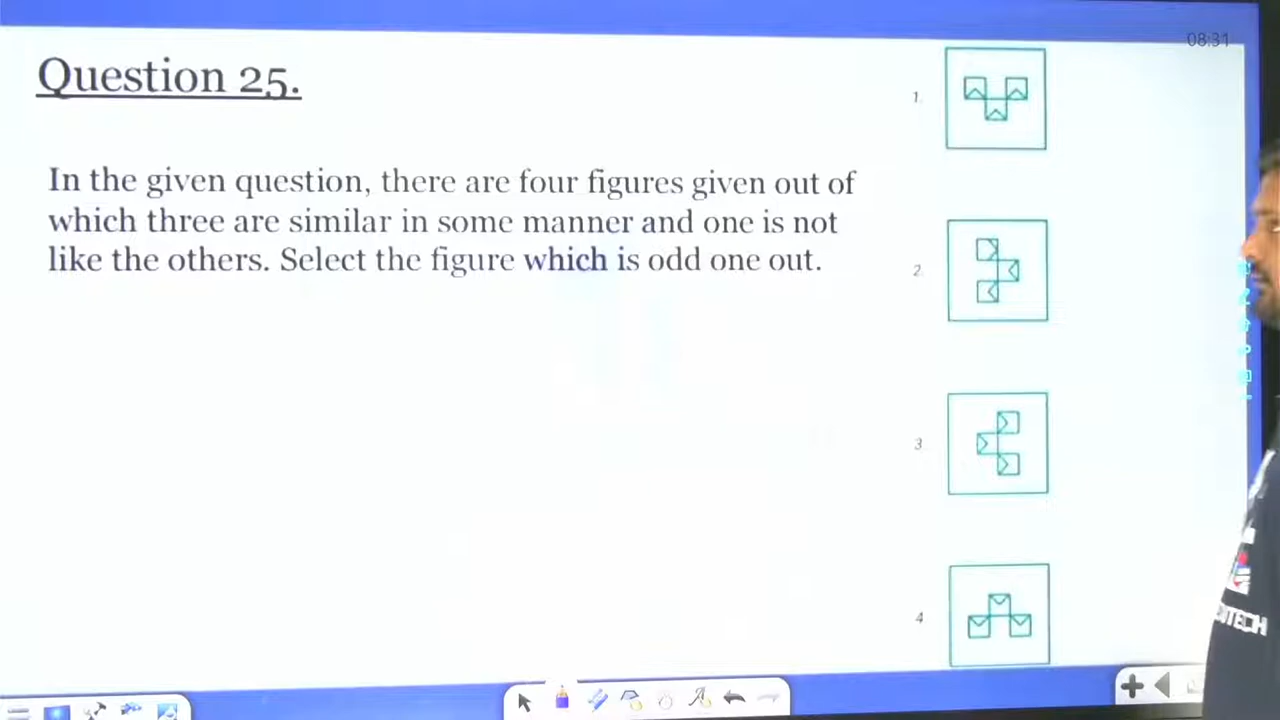 08:31
Question 25.
1.
In the given question, there are four figures given out of
which three are similar in some manner and one is not
like the others. Select the figure which is odd one out.
2.
3.
4